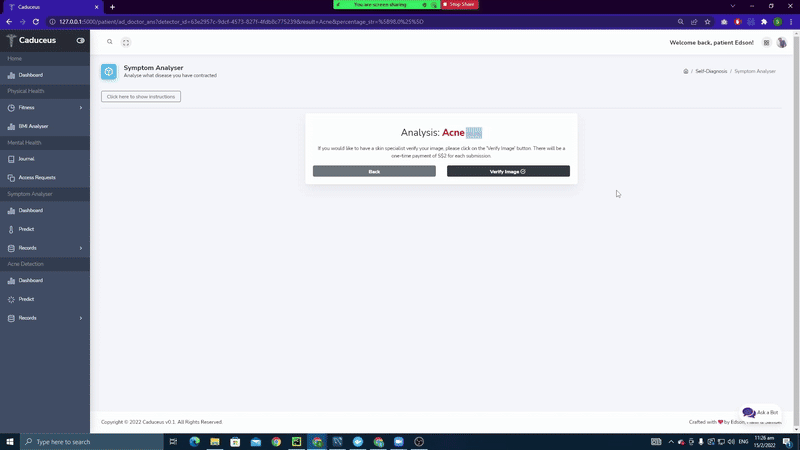 You are screen sharing
Stop Share
Caduceus
127.0.0.1:5000/patient/ad_doctor_ans?detector_id=63e2957c-9dcf-4573-827f-4fdb8c775239&result=Acne&percentage_str=%5B98.0%25%5D
Caduceus
Welcome back, patient Edson!
Home
Dashboard
Physical Health
Fitness
BMI Analyser
Mental Health
Journal
Access Requests
Symptom Analyser
Dashboard
Predict
Records
Acne Detection
Dashboard
Predict
Records
Symptom Analyser
Analyse what disease you have contracted
Self-Diagnosis / Symptom Analyser
Click here to show instructions
Analysis: Acne
If you would like to have a skin specialist verify your image, please click on the 'Verify Image' button. There will be a
one-time payment of S$2 for each submission.
Back
Verify Image
Ask a Bot
Copyright © 2022 Caduceus v0.1. All Rights Reserved.
Crafted with by Edson,
Type here to search
ENG
11:26 am
15/2/2022